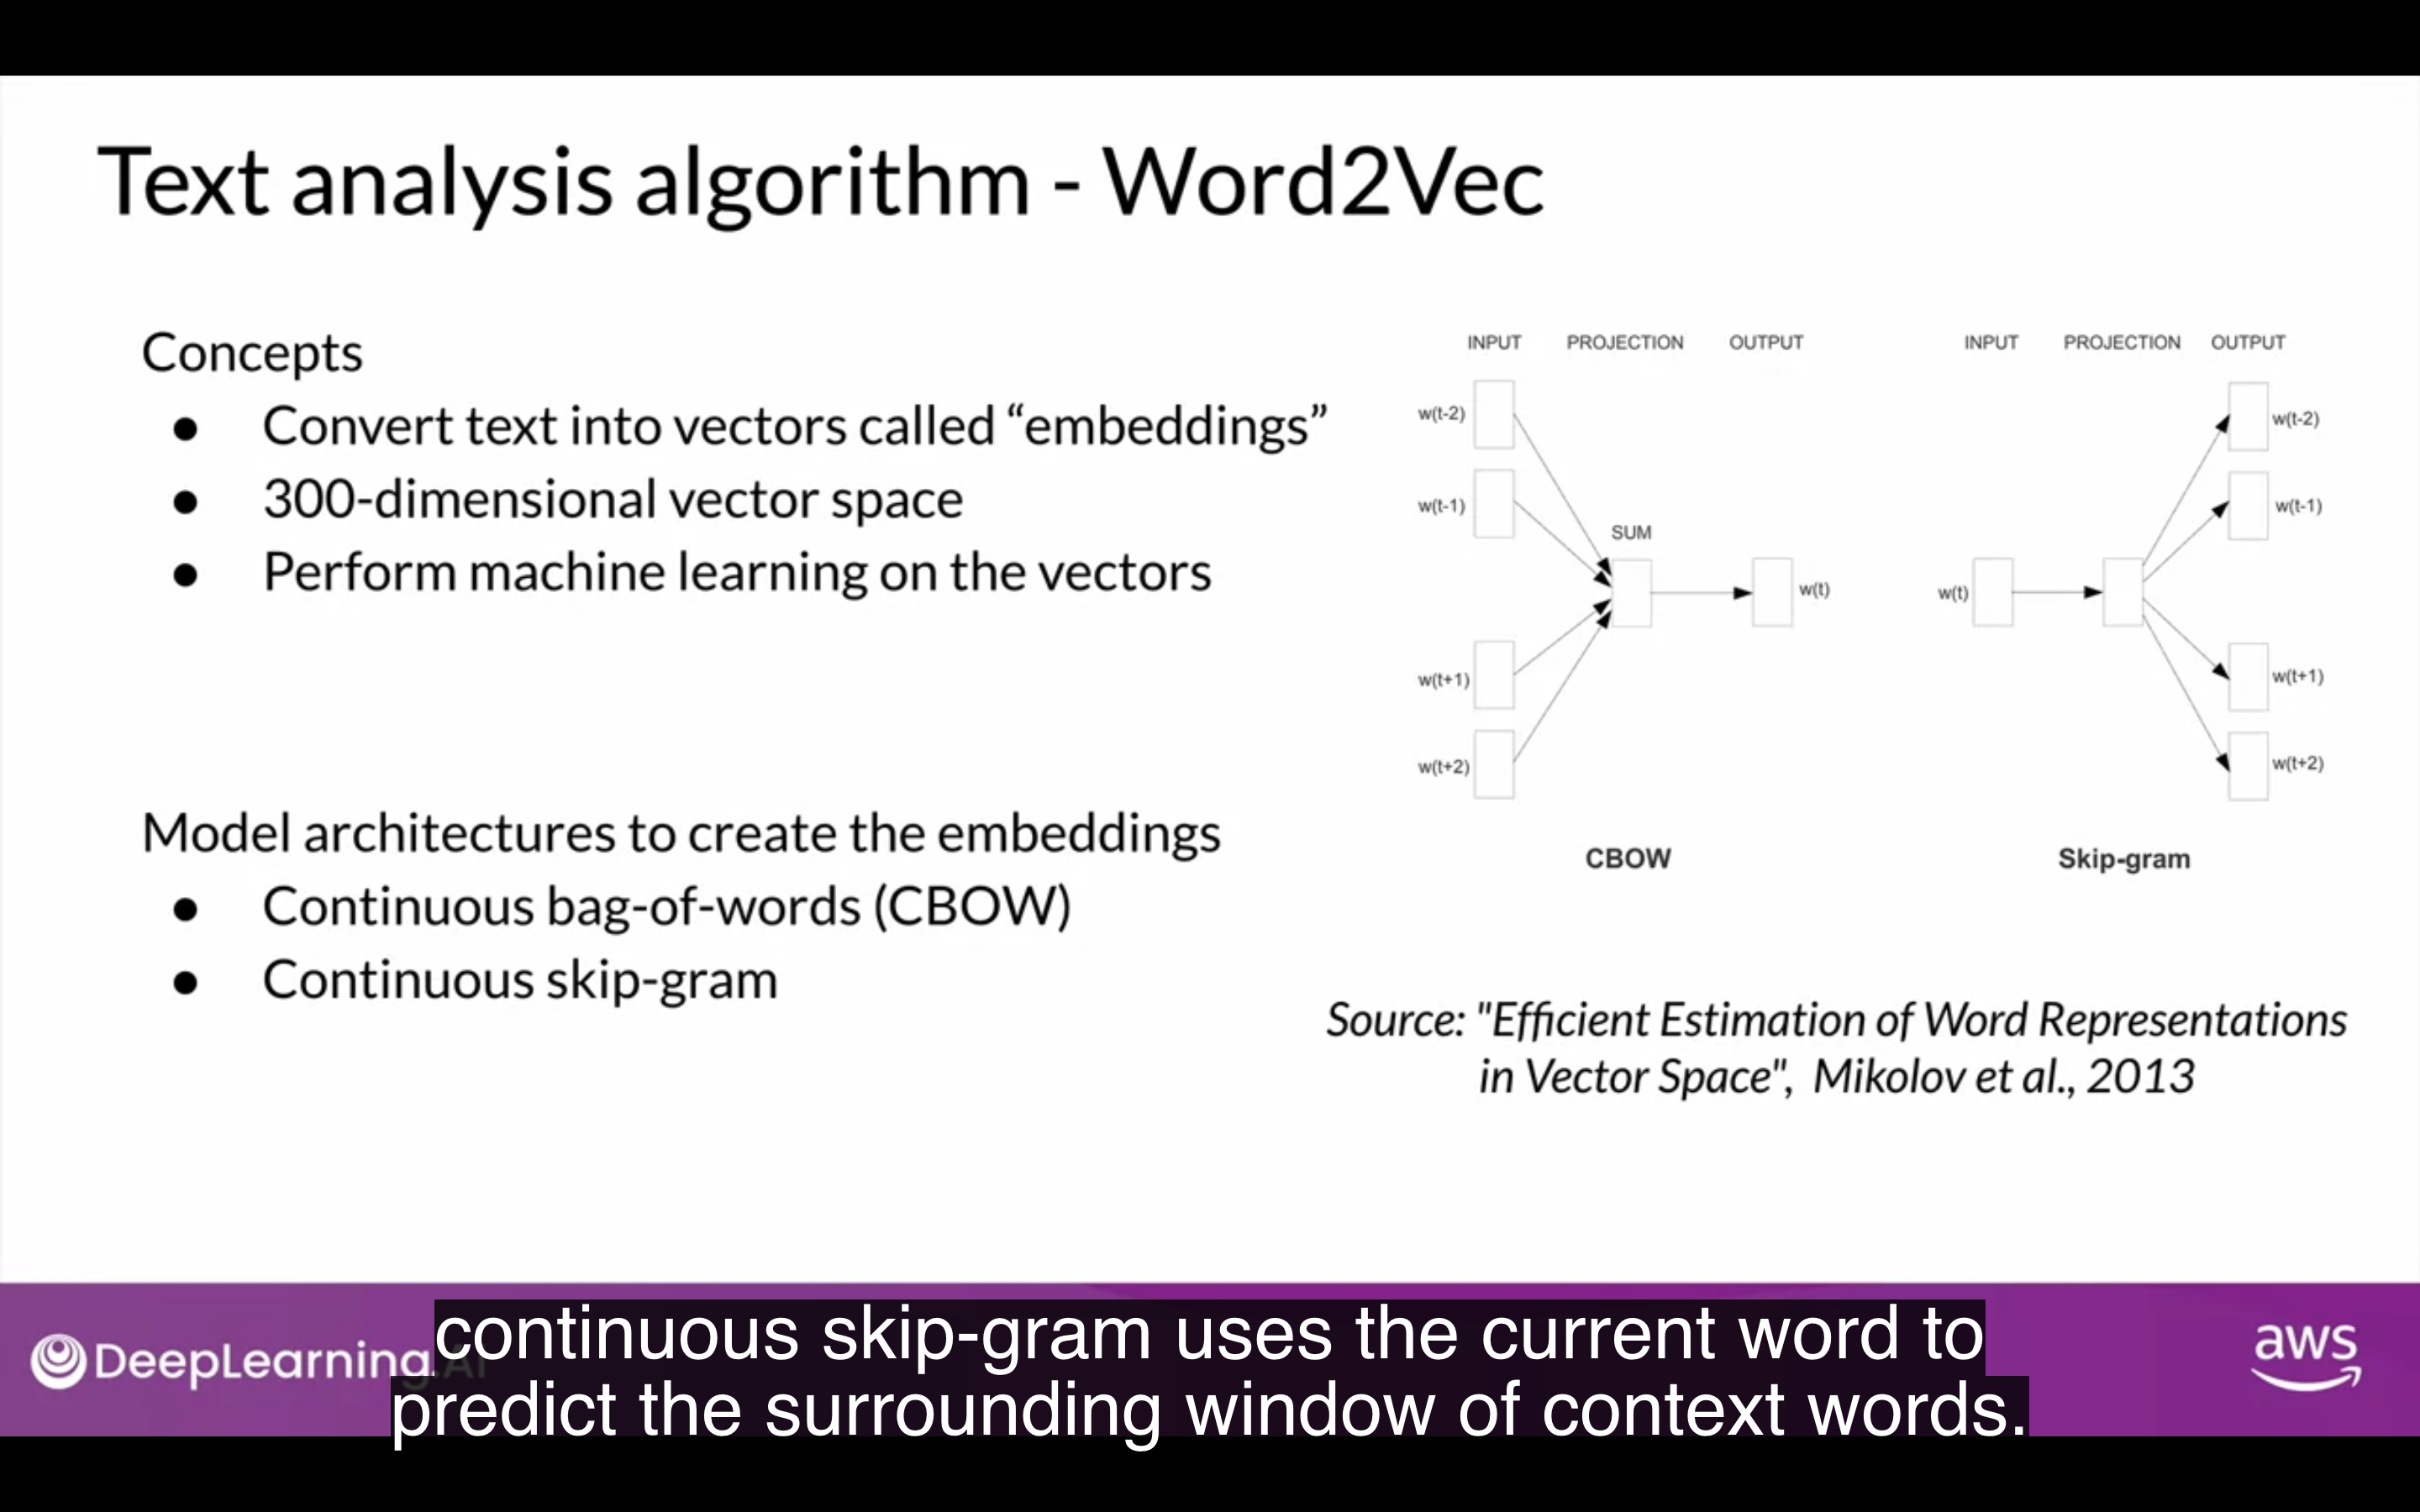 Text analysis algorithm - Word2Vec
Concepts
● Convert text into vectors called “embeddings”
● 300-dimensional vector space
● Perform machine learning on the vectors
Model architectures to create the embeddings
● Continuous bag-of-words (CBOW)
● Continuous skip-gram
INPUT PROJECTION OUTPUT
w(t-2)
w(t-1)
SUM
w(t)
w(t+1)
w(t+2)
CBOW
INPUT PROJECTION OUTPUT
w(t-2)
w(t-1)
w(t)
w(t+1)
w(t+2)
Skip-gram
Source: "Efficient Estimation of Word Representations
in Vector Space", Mikolov et al., 2013
DeepLearning.AI
continuous skip-gram uses the current word to
predict the surrounding window of context words.
aws